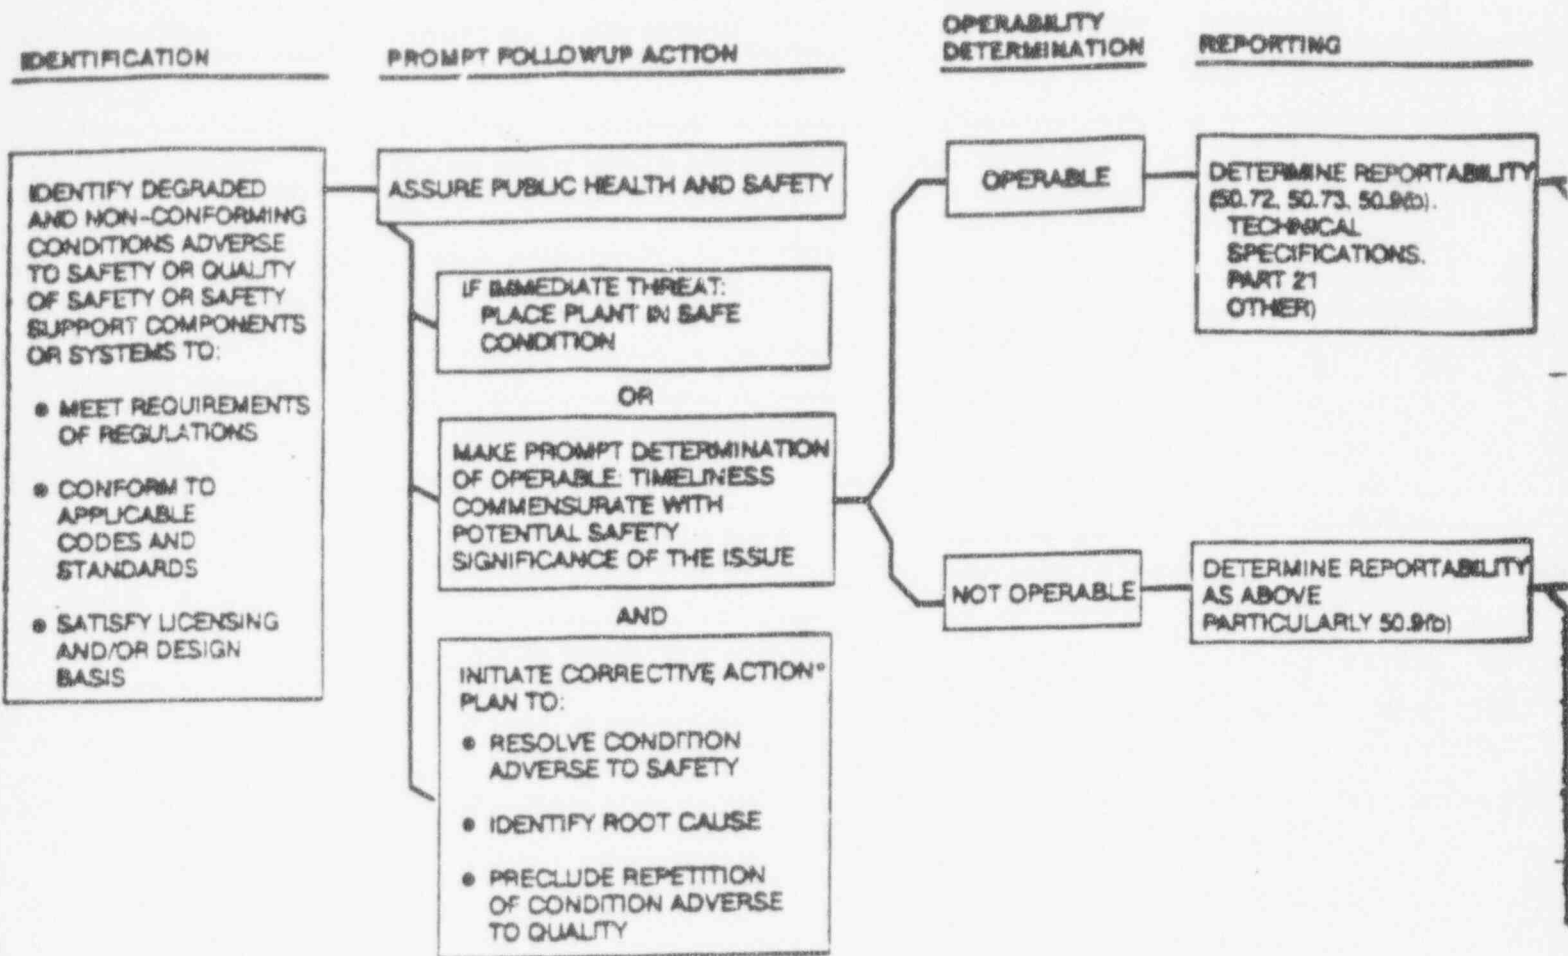 IDENTIFICATION
PROMPT FOLLOWUP ACTION
OPERABILITY
DETERMINATION
REPORTING
IDENTIFY DEGRADED
AND NON-CONFORMING
CONDITIONS ADVERSE
TO SAFETY OR QUALITY
OF SAFETY OR SAFETY
SUPPORT COMPONENTS
OR SYSTEMS TO:
• MEET REQUIREMENTS
OF REGULATIONS
• CONFORM TO
APPLICABLE
CODES AND
STANDARDS
• SATISFY LICENSING
AND/OR DESIGN
BASIS
ASSURE PUBLIC HEALTH AND SAFETY
IF IMMEDIATE THREAT:
PLACE PLANT IN SAFE
CONDITION
OR
MAKE PROMPT DETERMINATION
OF OPERABLE: TIMELINESS
COMMENSURATE WITH
POTENTIAL SAFETY
SIGNIFICANCE OF THE ISSUE
AND
INITIATE CORRECTIVE ACTION*
PLAN TO:
• RESOLVE CONDITION
ADVERSE TO SAFETY
• IDENTIFY ROOT CAUSE
• PRECLUDE REPETITION
OF CONDITION ADVERSE
TO QUALITY
OPERABLE
NOT OPERABLE
DETERMINE REPORTABILITY
(50.72, 50.73, 50.9(b).
TECHNICAL
SPECIFICATIONS.
PART 21
OTHER)
DETERMINE REPORTABILITY
AS ABOVE
PARTICULARLY 50.9(b)